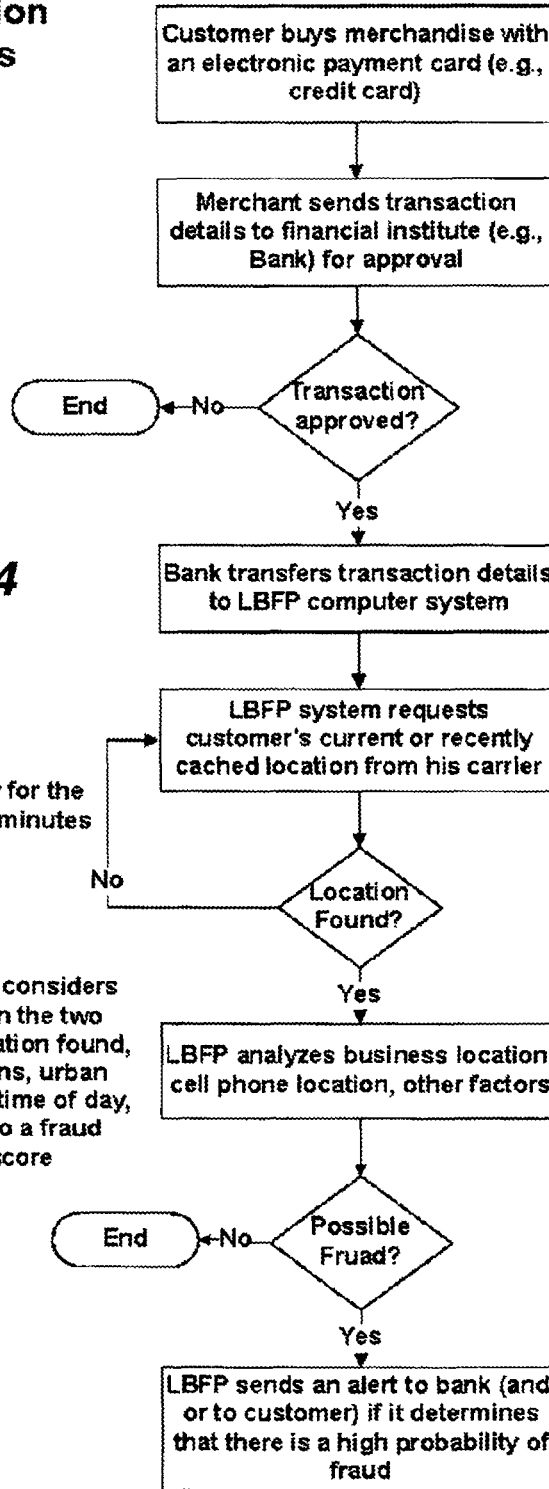 ion
s
Customer buys merchandise with
an electronic payment card (e.g.,
credit card)
Merchant sends transaction
details to financial institute (e.g.,
Bank) for approval
Transaction
approved?
No
End
Yes
4
Bank transfers transaction details
to LBFP computer system
LBFP system requests
customer's current or recently
cached location from his carrier
for the
minutes
No
Location
Found?
Yes
considers
n the two
ation found,
ns, urban
time of day,
o a fraud
score
LBFP analyzes business location
cell phone location, other factors
Possible
Fruad?
No
End
Yes
LBFP sends an alert to bank (and
or to customer) if it determines
that there is a high probability of
fraud